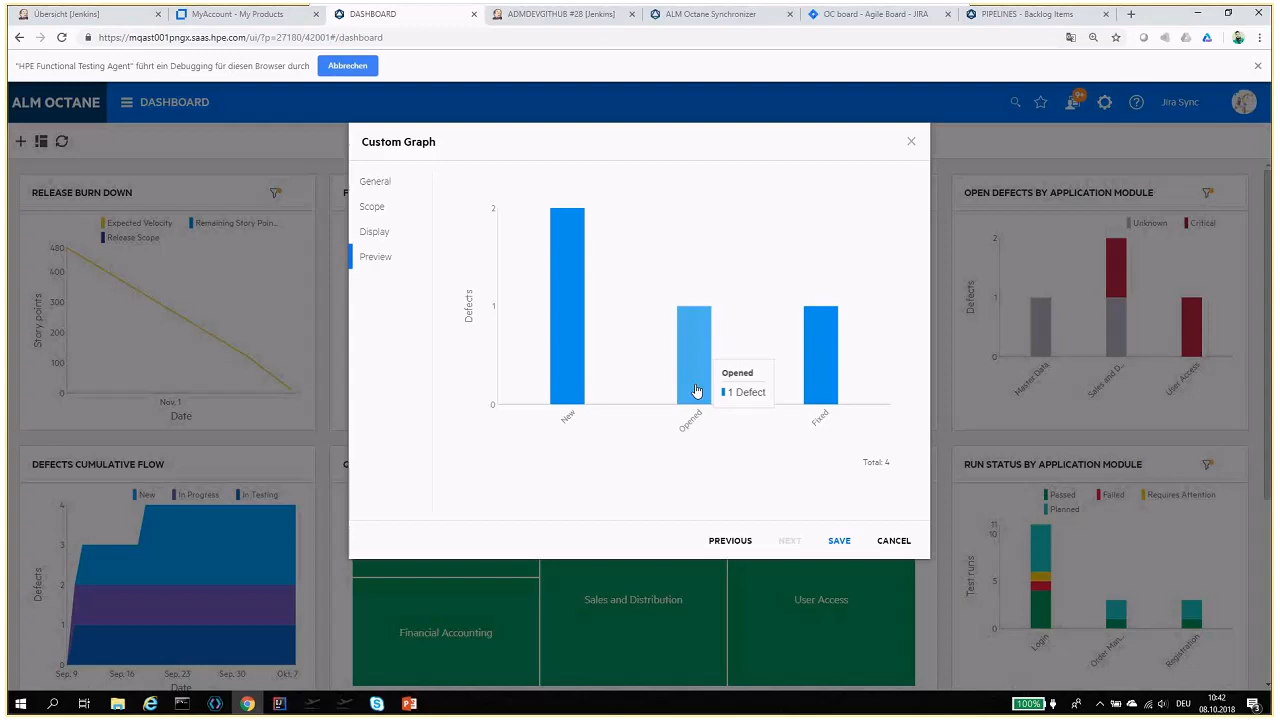 Übersicht [Jenkins]
MyAccount - My Products
DASHBOARD
ADMDEVGITHUB #28 [Jenkins]
ALM Octane Synchronizer
OC board - Agile Board - JIRA
PIPELINES - Backlog Items
https://mqast001pngx.saas.hpe.com/ui/?p=27180/42001#/dashboard
"HPE Functional Testing Agent" führt ein Debugging für diesen Browser durch
Abbrechen
ALM OCTANE
DASHBOARD
9+
Jira Sync
Custom Graph
General
Scope
Display
Preview
2
1
0
Defects
New
Opened
Fixed
Opened
1 Defect
Total: 4
PREVIOUS
NEXT
SAVE
CANCEL
RELEASE BURN DOWN
Expected Velocity
Remaining Story Poin...
Release Scope
480
400
300
200
100
0
Story points
Nov, 1
Date
OPEN DEFECTS BY APPLICATION MODULE
Unknown
Critical
2
1
0
Defects
Master Data
Sales and D...
User Access
DEFECTS CUMULATIVE FLOW
New
In Progress
In Testing
4
3
2
1
0
Defects
Sep, 9
Sep, 16
Sep, 23
Sep, 30
Okt, 7
Date
Financial Accounting
Sales and Distribution
User Access
RUN STATUS BY APPLICATION MODULE
Passed
Failed
Requires Attention
Planned
11
5
0
Test runs
Login
Order Man...
Registration
100%
DEU
10:42
08.10.2018
3